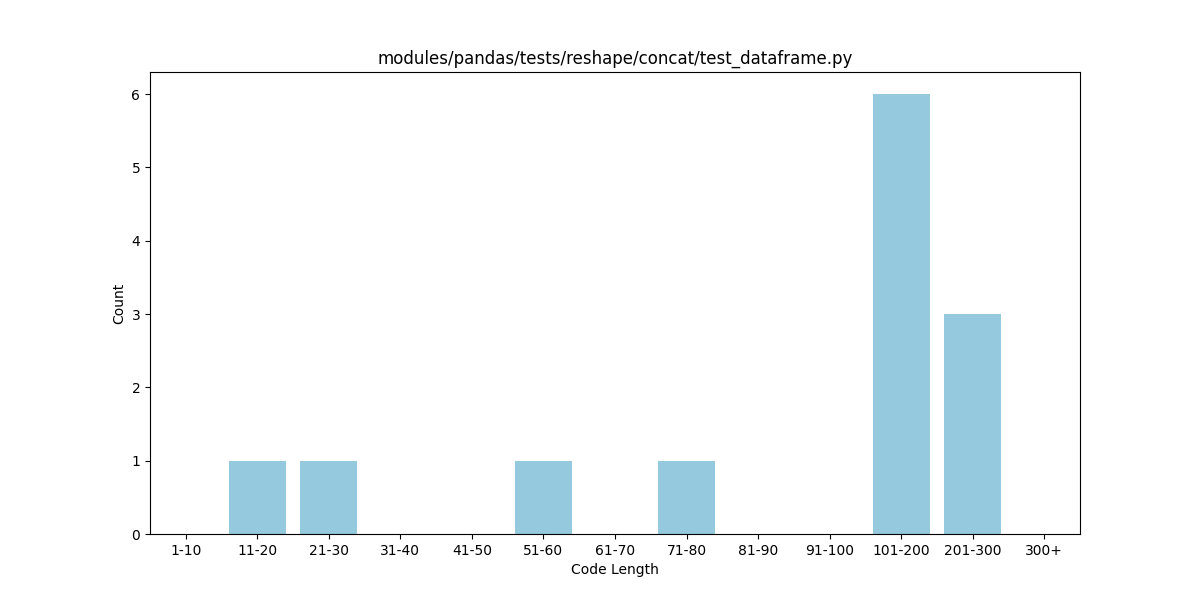 modules/pandas/tests/reshape/concat/test_dataframe.py
6
5
4
3
2
1
0
Count
1-10 11-20 21-30 31-40 41-50 51-60 61-70 71-80 81-90 91-100 101-200 201-300 300+
Code Length